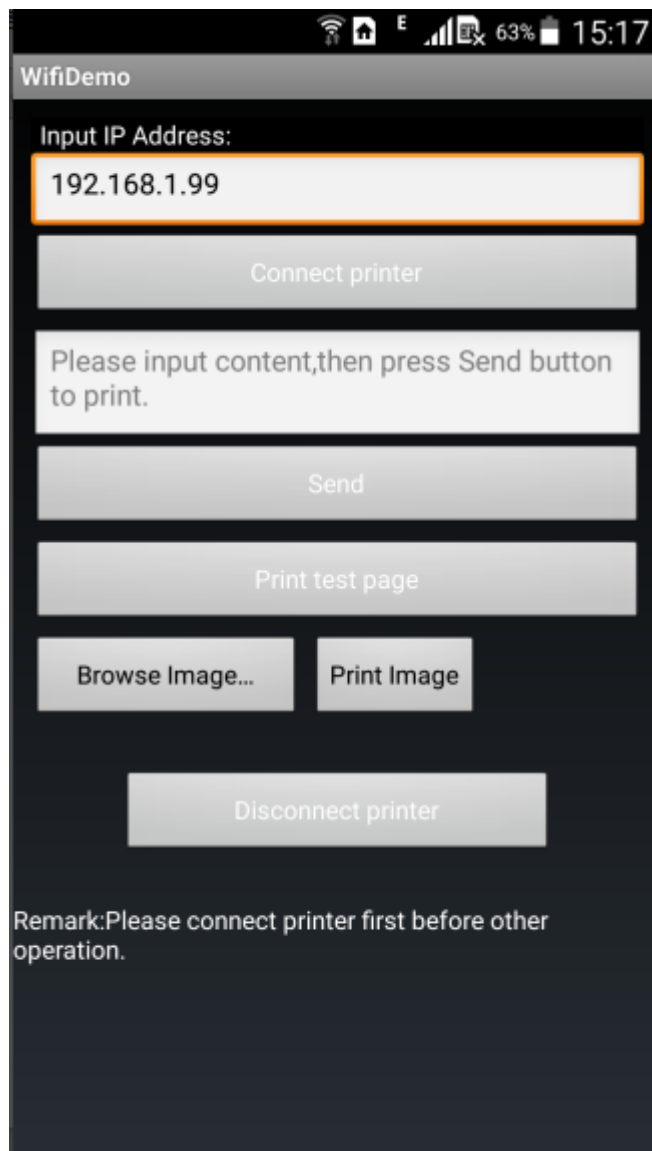 E 63% 15:17
WifiDemo
Input IP Address:
192.168.1.99
Connect printer
Please input content,then press Send button
to print.
Send
Print test page
Browse Image... Print Image
Disconnect printer
Remark:Please connect printer first before other
operation.